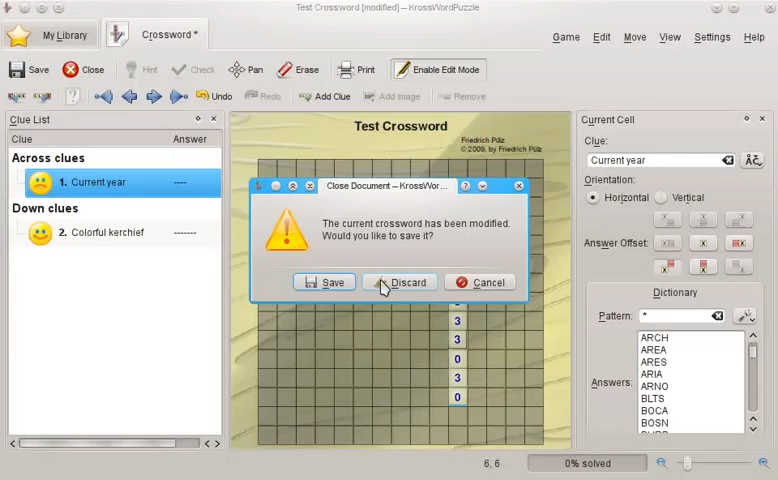 Test Crossword [modified] – KrossWordPuzzle
My Library
Crossword *
Game Edit Move View Settings Help
Save Close Hint Check Pan Erase Print Enable Edit Mode
Undo Redo Add Clue Add Image Remove
Clue List
Clue Answer
Across clues
1. Current year ----
Down clues
2. Colorful kerchief -------
Test Crossword
Friedrich Pülz
© 2009, by Friedrich Pülz
Close Document – KrossWor...
The current crossword has been modified.
Would you like to save it?
Save Discard Cancel
3
3
0
3
0
Current Cell
Clue:
Current year
Orientation:
Horizontal Vertical
Answer Offset:
Dictionary
Pattern: *
Answers:
ARCH
AREA
ARES
ARIA
ARNO
BLTS
BOCA
BOSN
6, 6 0% solved